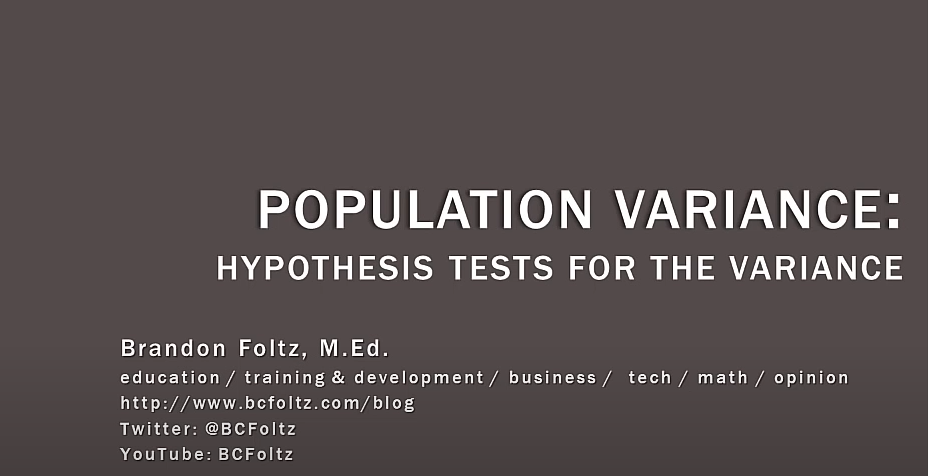 POPULATION VARIANCE:
HYPOTHESIS TESTS FOR THE VARIANCE
Brandon Foltz, M.Ed.
education / training & development / business / tech / math / opinion
http://www.bcfoltz.com/blog
Twitter: @BCFoltz
YouTube: BCFoltz